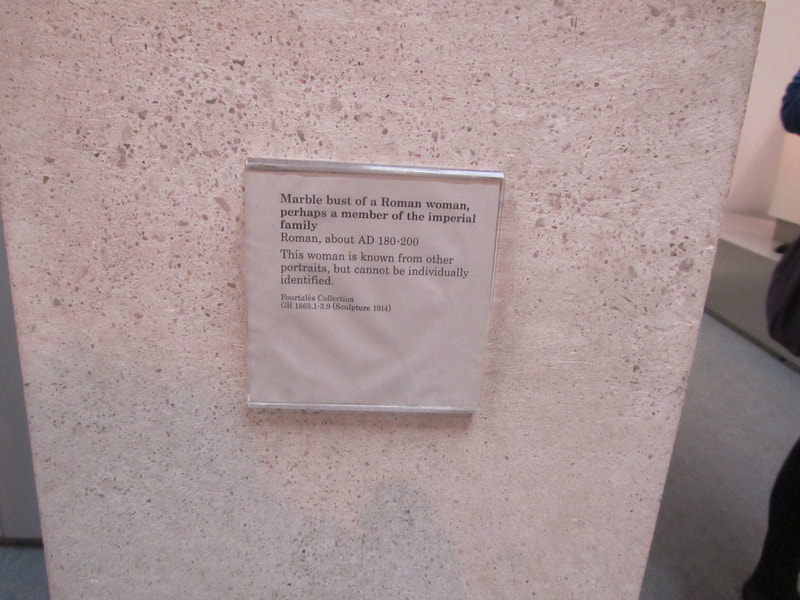 Marble bust of a Roman woman,
perhaps a member of the imperial
family
Roman, about AD 180-200
This woman is known from other
portraits, but cannot be individually
identified.
Pourtalès Collection
GR 1865.1-3.9 (Sculpture 1914)